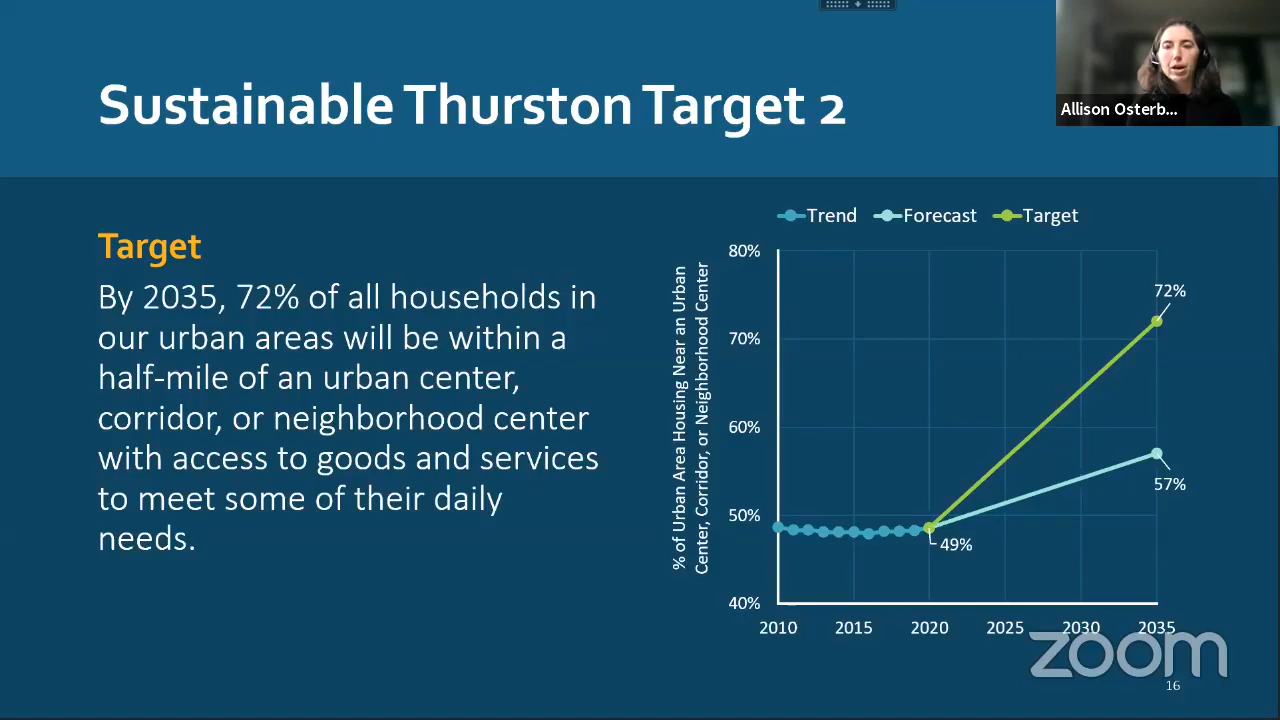 Sustainable Thurston Target 2
Allison Osterb...
Target
By 2035, 72% of all households in
our urban areas will be within a
half-mile of an urban center,
corridor, or neighborhood center
with access to goods and services
to meet some of their daily
needs.
Trend Forecast Target
% of Urban Area Housing Near an Urban
Center, Corridor, or Neighborhood Center
80%
70%
60%
50%
40%
72%
57%
49%
2010 2015 2020 2025 2030 2035
zoom
16